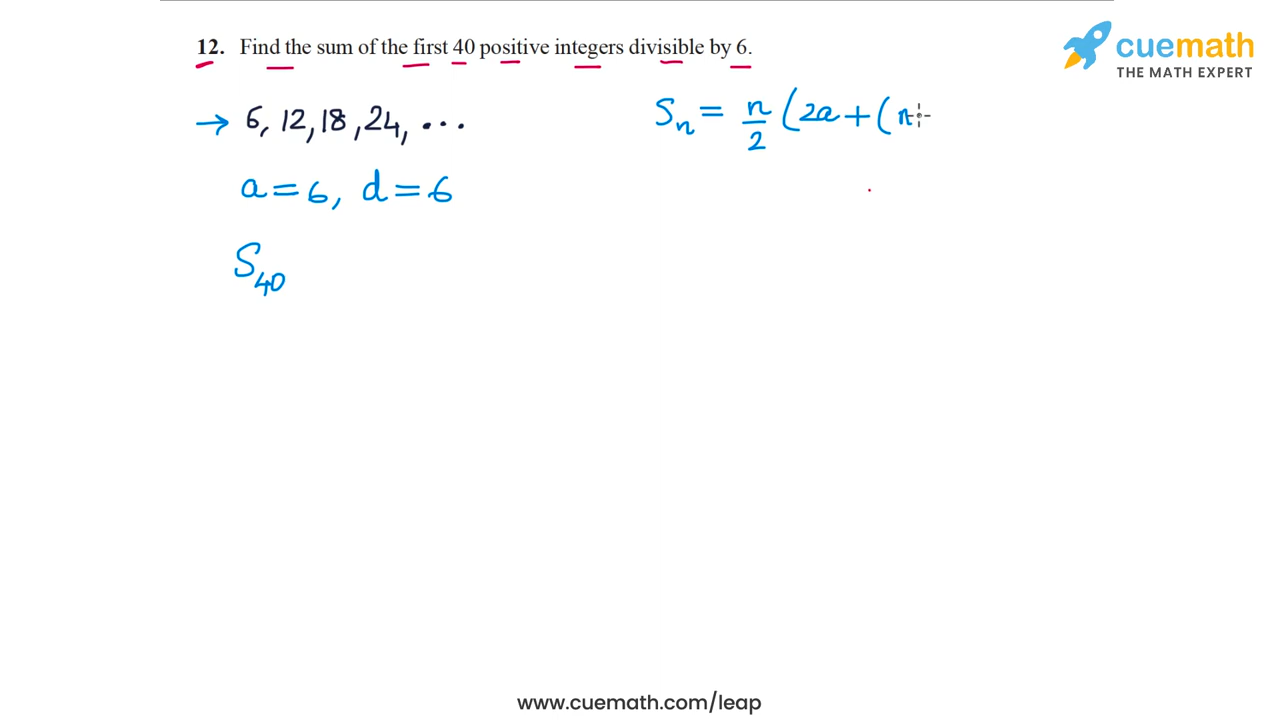 12. Find the sum of the first 40 positive integers divisible by 6.
cuemath
THE MATH EXPERT
→ 6, 12, 18, 24, ...
Sₙ = n/2 (2a + (n-
a = 6, d = 6
S₄₀
www.cuemath.com/leap